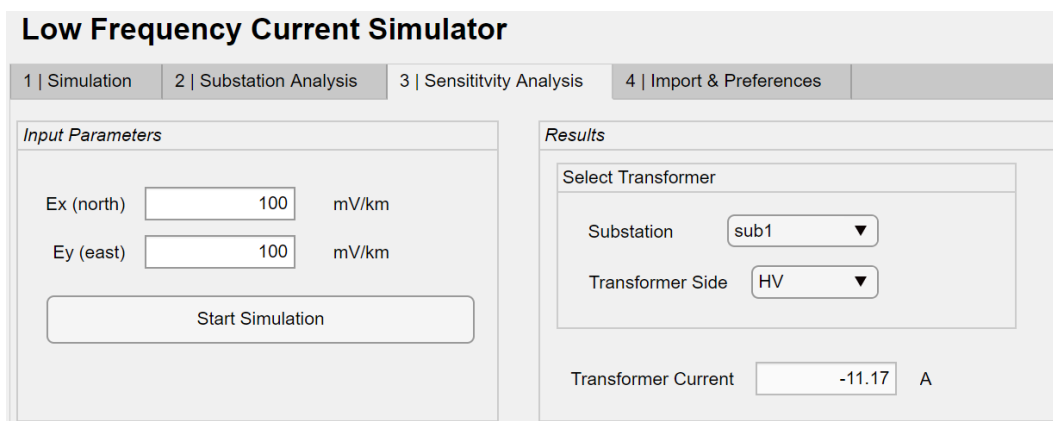 Low Frequency Current Simulator
1 | Simulation
2 | Substation Analysis
3 | Sensititvity Analysis
4 | Import & Preferences
Input Parameters
Ex (north) 100 mV/km
Ey (east) 100 mV/km
Start Simulation
Results
Select Transformer
Substation sub1 ▼
Transformer Side HV ▼
Transformer Current -11.17 A